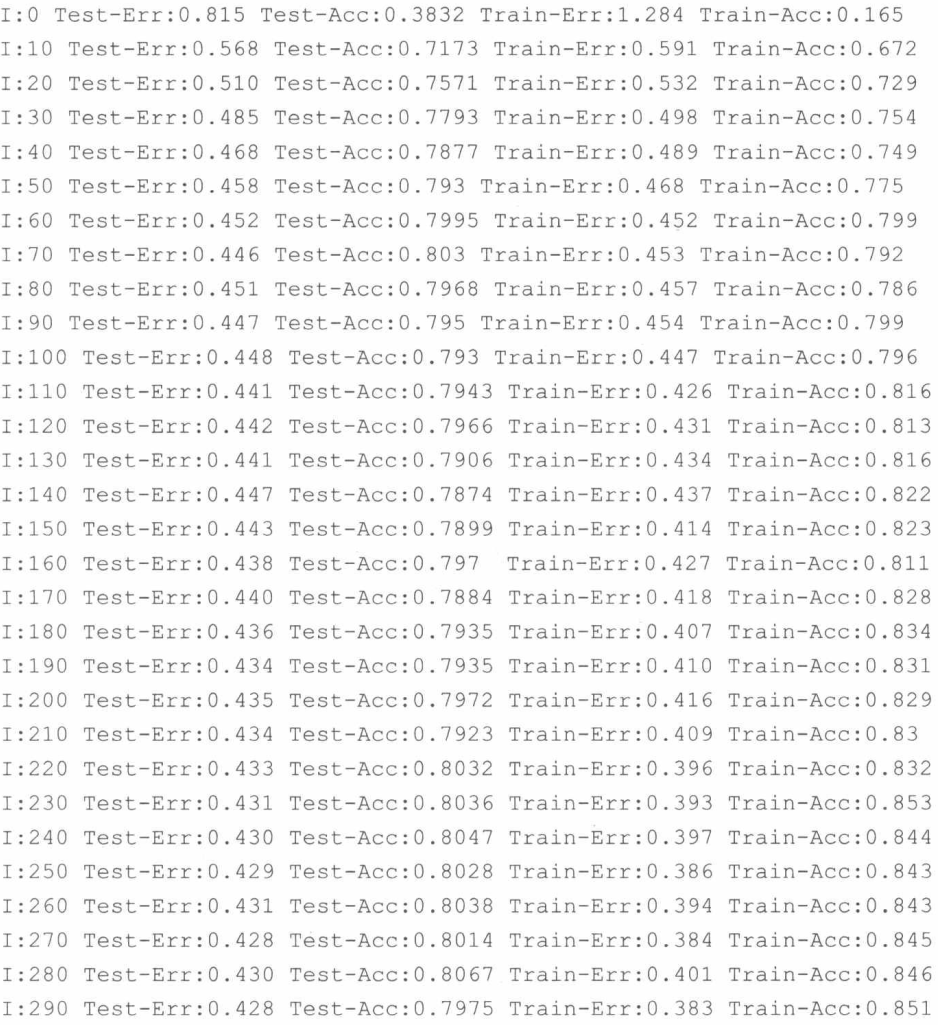 I:0 Test-Err:0.815 Test-Acc:0.3832 Train-Err:1.284 Train-Acc:0.165
I:10 Test-Err:0.568 Test-Acc:0.7173 Train-Err:0.591 Train-Acc:0.672
I:20 Test-Err:0.510 Test-Acc:0.7571 Train-Err:0.532 Train-Acc:0.729
I:30 Test-Err:0.485 Test-Acc:0.7793 Train-Err:0.498 Train-Acc:0.754
I:40 Test-Err:0.468 Test-Acc:0.7877 Train-Err:0.489 Train-Acc:0.749
I:50 Test-Err:0.458 Test-Acc:0.793 Train-Err:0.468 Train-Acc:0.775
I:60 Test-Err:0.452 Test-Acc:0.7995 Train-Err:0.452 Train-Acc:0.799
I:70 Test-Err:0.446 Test-Acc:0.803 Train-Err:0.453 Train-Acc:0.792
I:80 Test-Err:0.451 Test-Acc:0.7968 Train-Err:0.457 Train-Acc:0.786
I:90 Test-Err:0.447 Test-Acc:0.795 Train-Err:0.454 Train-Acc:0.799
I:100 Test-Err:0.448 Test-Acc:0.793 Train-Err:0.447 Train-Acc:0.796
I:110 Test-Err:0.441 Test-Acc:0.7943 Train-Err:0.426 Train-Acc:0.816
I:120 Test-Err:0.442 Test-Acc:0.7966 Train-Err:0.431 Train-Acc:0.813
I:130 Test-Err:0.441 Test-Acc:0.7906 Train-Err:0.434 Train-Acc:0.816
I:140 Test-Err:0.447 Test-Acc:0.7874 Train-Err:0.437 Train-Acc:0.822
I:150 Test-Err:0.443 Test-Acc:0.7899 Train-Err:0.414 Train-Acc:0.823
I:160 Test-Err:0.438 Test-Acc:0.797 Train-Err:0.427 Train-Acc:0.811
I:170 Test-Err:0.440 Test-Acc:0.7884 Train-Err:0.418 Train-Acc:0.828
I:180 Test-Err:0.436 Test-Acc:0.7935 Train-Err:0.407 Train-Acc:0.834
I:190 Test-Err:0.434 Test-Acc:0.7935 Train-Err:0.410 Train-Acc:0.831
I:200 Test-Err:0.435 Test-Acc:0.7972 Train-Err:0.416 Train-Acc:0.829
I:210 Test-Err:0.434 Test-Acc:0.7923 Train-Err:0.409 Train-Acc:0.83
I:220 Test-Err:0.433 Test-Acc:0.8032 Train-Err:0.396 Train-Acc:0.832
I:230 Test-Err:0.431 Test-Acc:0.8036 Train-Err:0.393 Train-Acc:0.853
I:240 Test-Err:0.430 Test-Acc:0.8047 Train-Err:0.397 Train-Acc:0.844
I:250 Test-Err:0.429 Test-Acc:0.8028 Train-Err:0.386 Train-Acc:0.843
I:260 Test-Err:0.431 Test-Acc:0.8038 Train-Err:0.394 Train-Acc:0.843
I:270 Test-Err:0.428 Test-Acc:0.8014 Train-Err:0.384 Train-Acc:0.845
I:280 Test-Err:0.430 Test-Acc:0.8067 Train-Err:0.401 Train-Acc:0.846
I:290 Test-Err:0.428 Test-Acc:0.7975 Train-Err:0.383 Train-Acc:0.851